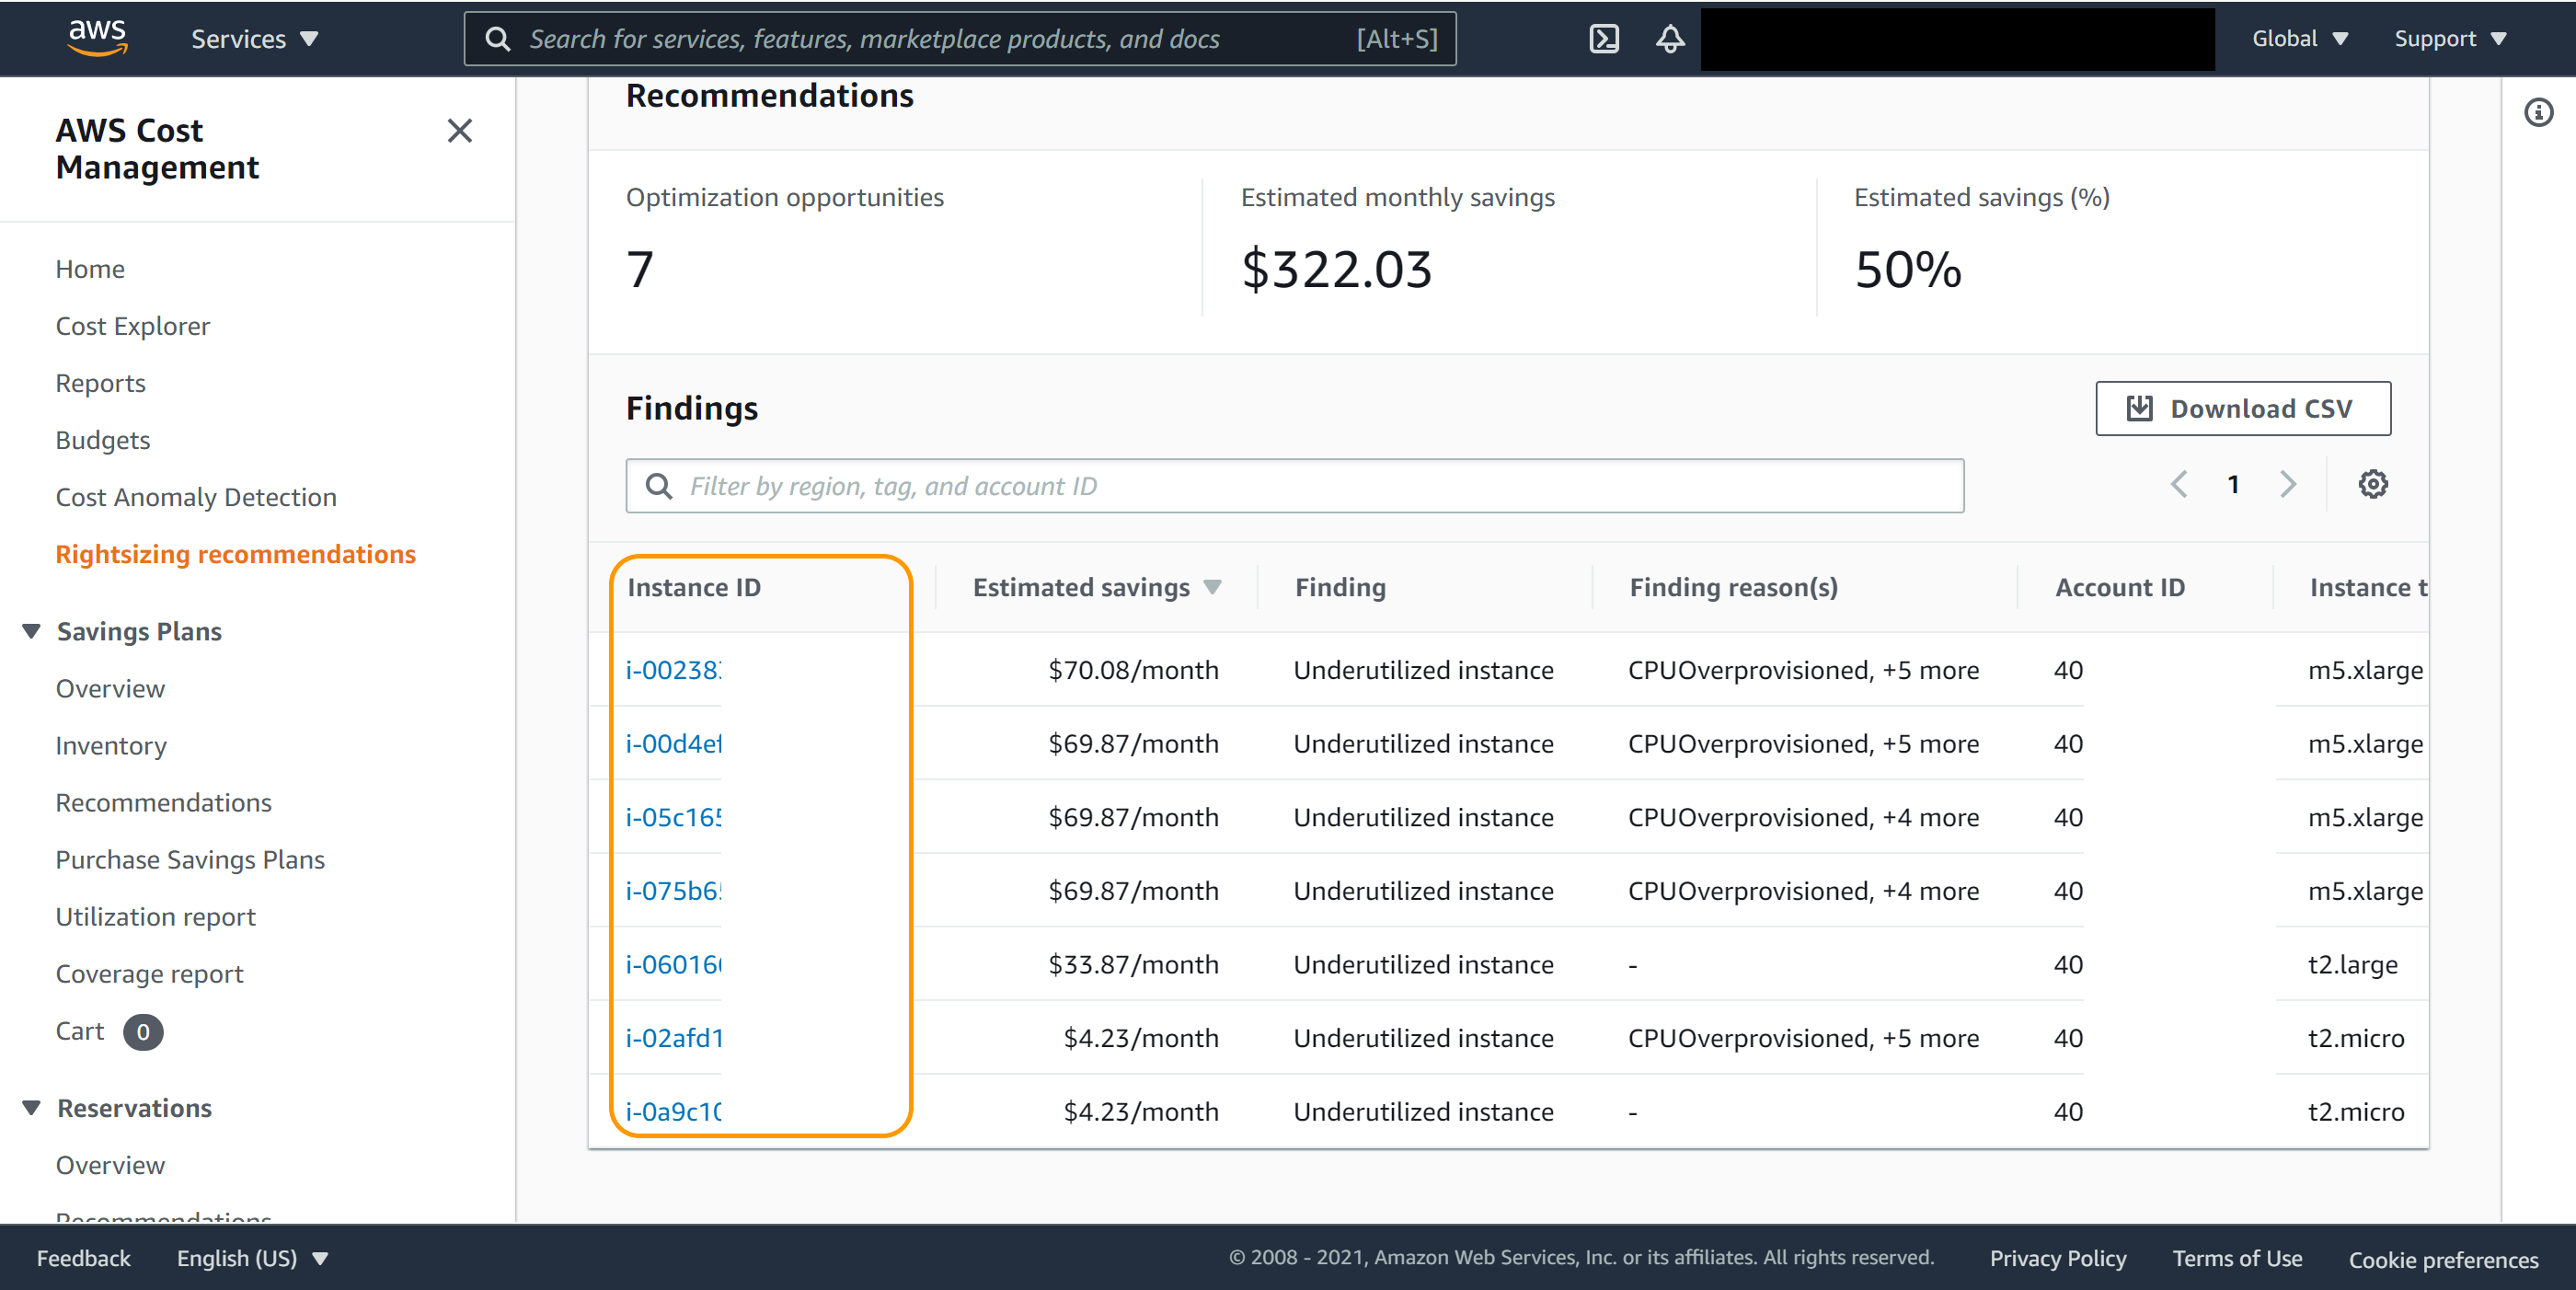 aws Services Search for services, features, marketplace products, and docs [Alt+S] Global Support
AWS Cost
Management
Home
Cost Explorer
Reports
Budgets
Cost Anomaly Detection
Rightsizing recommendations
Savings Plans
Overview
Inventory
Recommendations
Purchase Savings Plans
Utilization report
Coverage report
Cart 0
Reservations
Overview
Recommendations
Recommendations
Optimization opportunities Estimated monthly savings Estimated savings (%)
7 $322.03 50%
Findings Download CSV
Filter by region, tag, and account ID 1
Instance ID Estimated savings Finding Finding reason(s) Account ID Instance t
i-00238 $70.08/month Underutilized instance CPUOverprovisioned, +5 more 40 m5.xlarge
i-00d4e $69.87/month Underutilized instance CPUOverprovisioned, +5 more 40 m5.xlarge
i-05c165 $69.87/month Underutilized instance CPUOverprovisioned, +4 more 40 m5.xlarge
i-075b6 $69.87/month Underutilized instance CPUOverprovisioned, +4 more 40 m5.xlarge
i-06016 $33.87/month Underutilized instance - 40 t2.large
i-02afd1 $4.23/month Underutilized instance CPUOverprovisioned, +5 more 40 t2.micro
i-0a9c10 $4.23/month Underutilized instance - 40 t2.micro
Feedback English (US) © 2008 - 2021, Amazon Web Services, Inc. or its affiliates. All rights reserved. Privacy Policy Terms of Use Cookie preferences